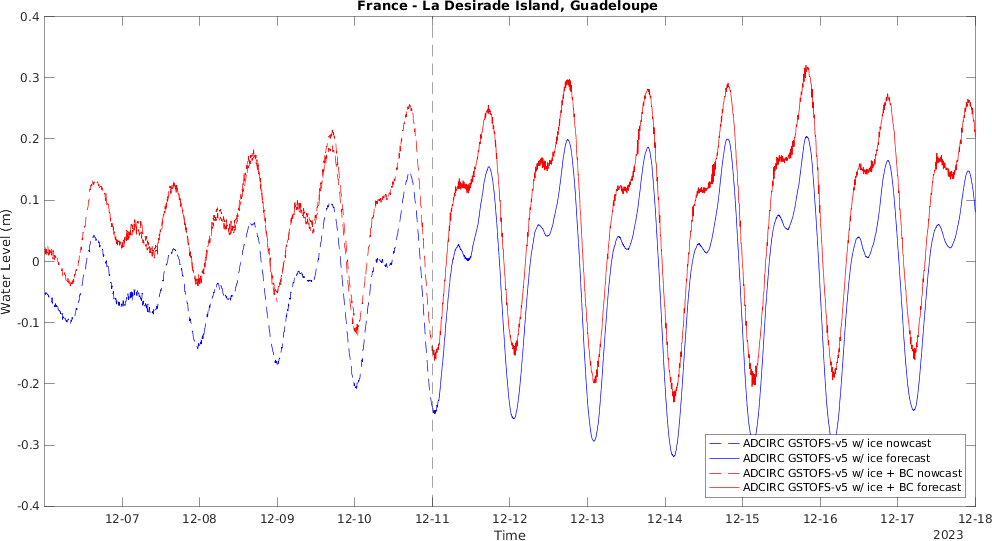 France - La Desirade Island, Guadeloupe
Water Level (m)
0.4
0.3
0.2
0.1
0
-0.1
-0.2
-0.3
-0.4
ADCIRC GSTOFS-v5 w/ ice nowcast
ADCIRC GSTOFS-v5 w/ ice forecast
ADCIRC GSTOFS-v5 w/ ice + BC nowcast
ADCIRC GSTOFS-v5 w/ ice + BC forecast
12-07 12-08 12-09 12-10 12-11 12-12 12-13 12-14 12-15 12-16 12-17 12-18
Time
2023